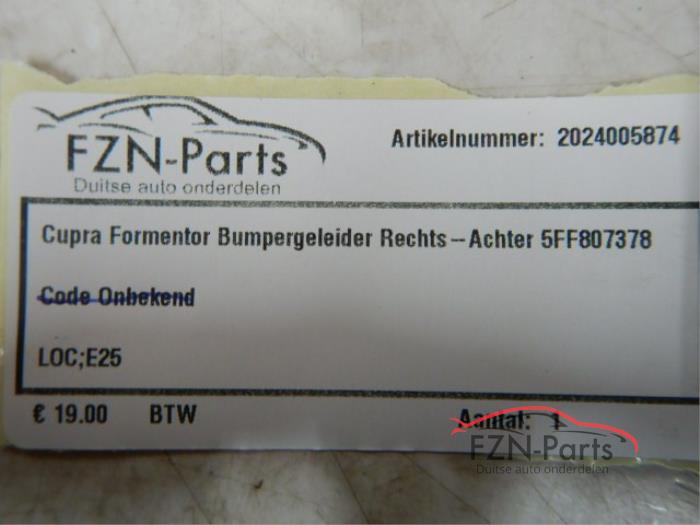 FZN-Parts
Duitse auto onderdelen
Artikelnummer: 2024005874
Cupra Formentor Bumpergeleider Rechts-Achter 5FF807378
Code Onbekend
LOC;E25
€ 19.00 BTW Aantal: 1
FZN-Parts
Duitse auto onderdelen